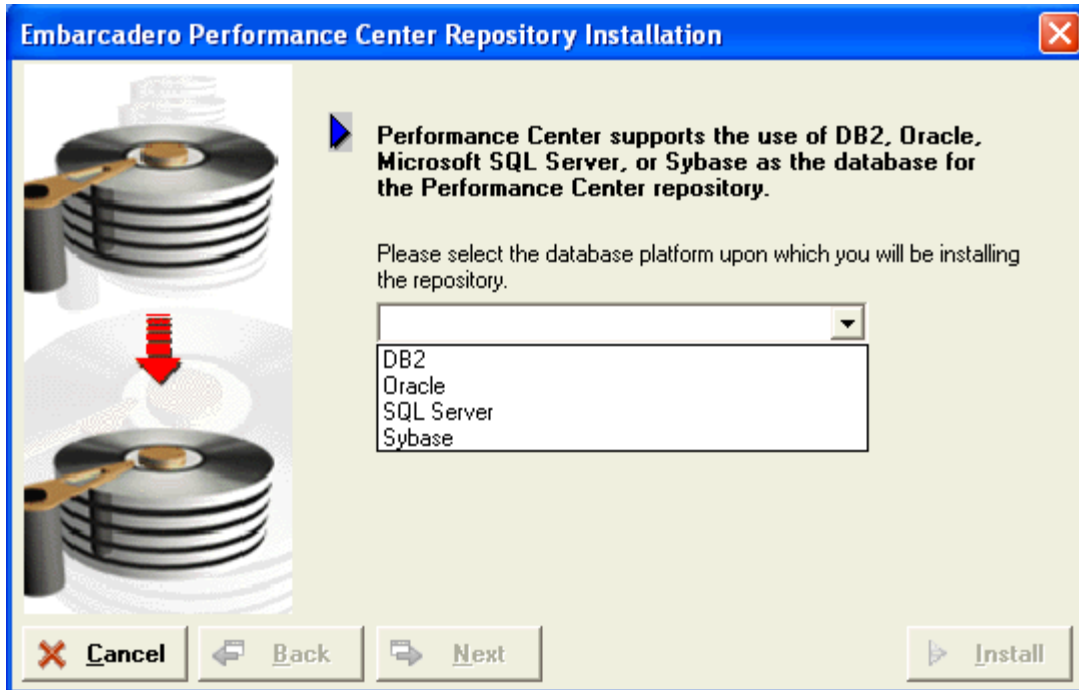 Embarcadero Performance Center Repository Installation
Performance Center supports the use of DB2, Oracle,
Microsoft SQL Server, or Sybase as the database for
the Performance Center repository.
Please select the database platform upon which you will be installing
the repository.
DB2
Oracle
SQL Server
Sybase
Cancel
Back
Next
Install